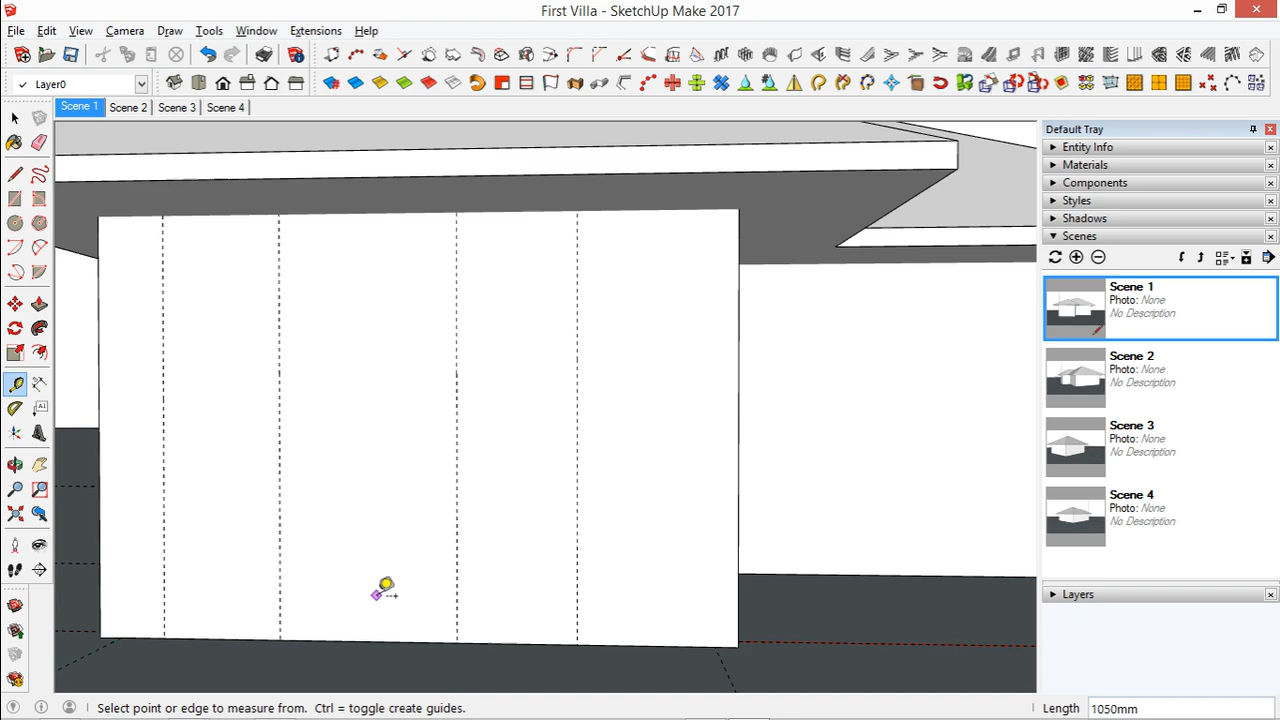 First Villa - SketchUp Make 2017
File Edit View Camera Draw Tools Window Extensions Help
Layer0
Scene 1 Scene 2 Scene 3 Scene 4
Default Tray
Entity Info
Materials
Components
Styles
Shadows
Scenes
Scene 1
Photo: None
No Description
Scene 2
Photo: None
No Description
Scene 3
Photo: None
No Description
Scene 4
Photo: None
No Description
Layers
Select point or edge to measure from. Ctrl = toggle create guides.
Length 1050mm